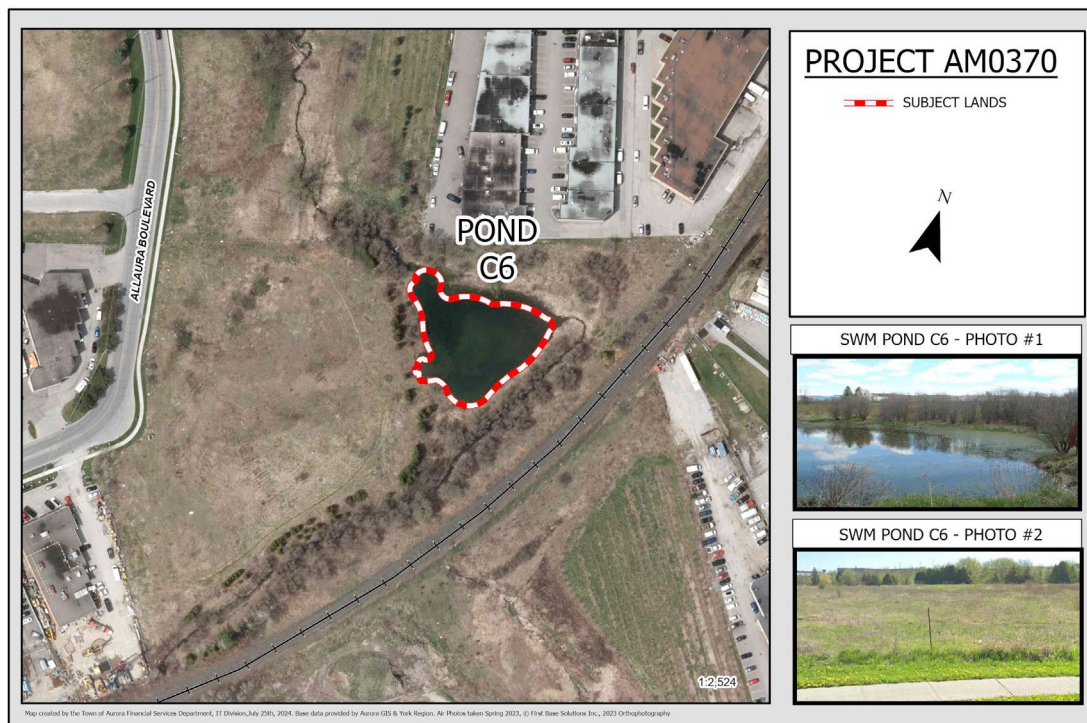 PROJECT AM0370
SUBJECT LANDS
N
ALLAURA BOULEVARD
POND
C6
1:2,524
SWM POND C6 - PHOTO #1
SWM POND C6 - PHOTO #2
Map created by the Town of Aurora Financial Services Department, IT Division,July 25th, 2024. Base data provided by Aurora GIS & York Region. Air Photos taken Spring 2023, © First Base Solutions Inc., 2023 Orthophotography